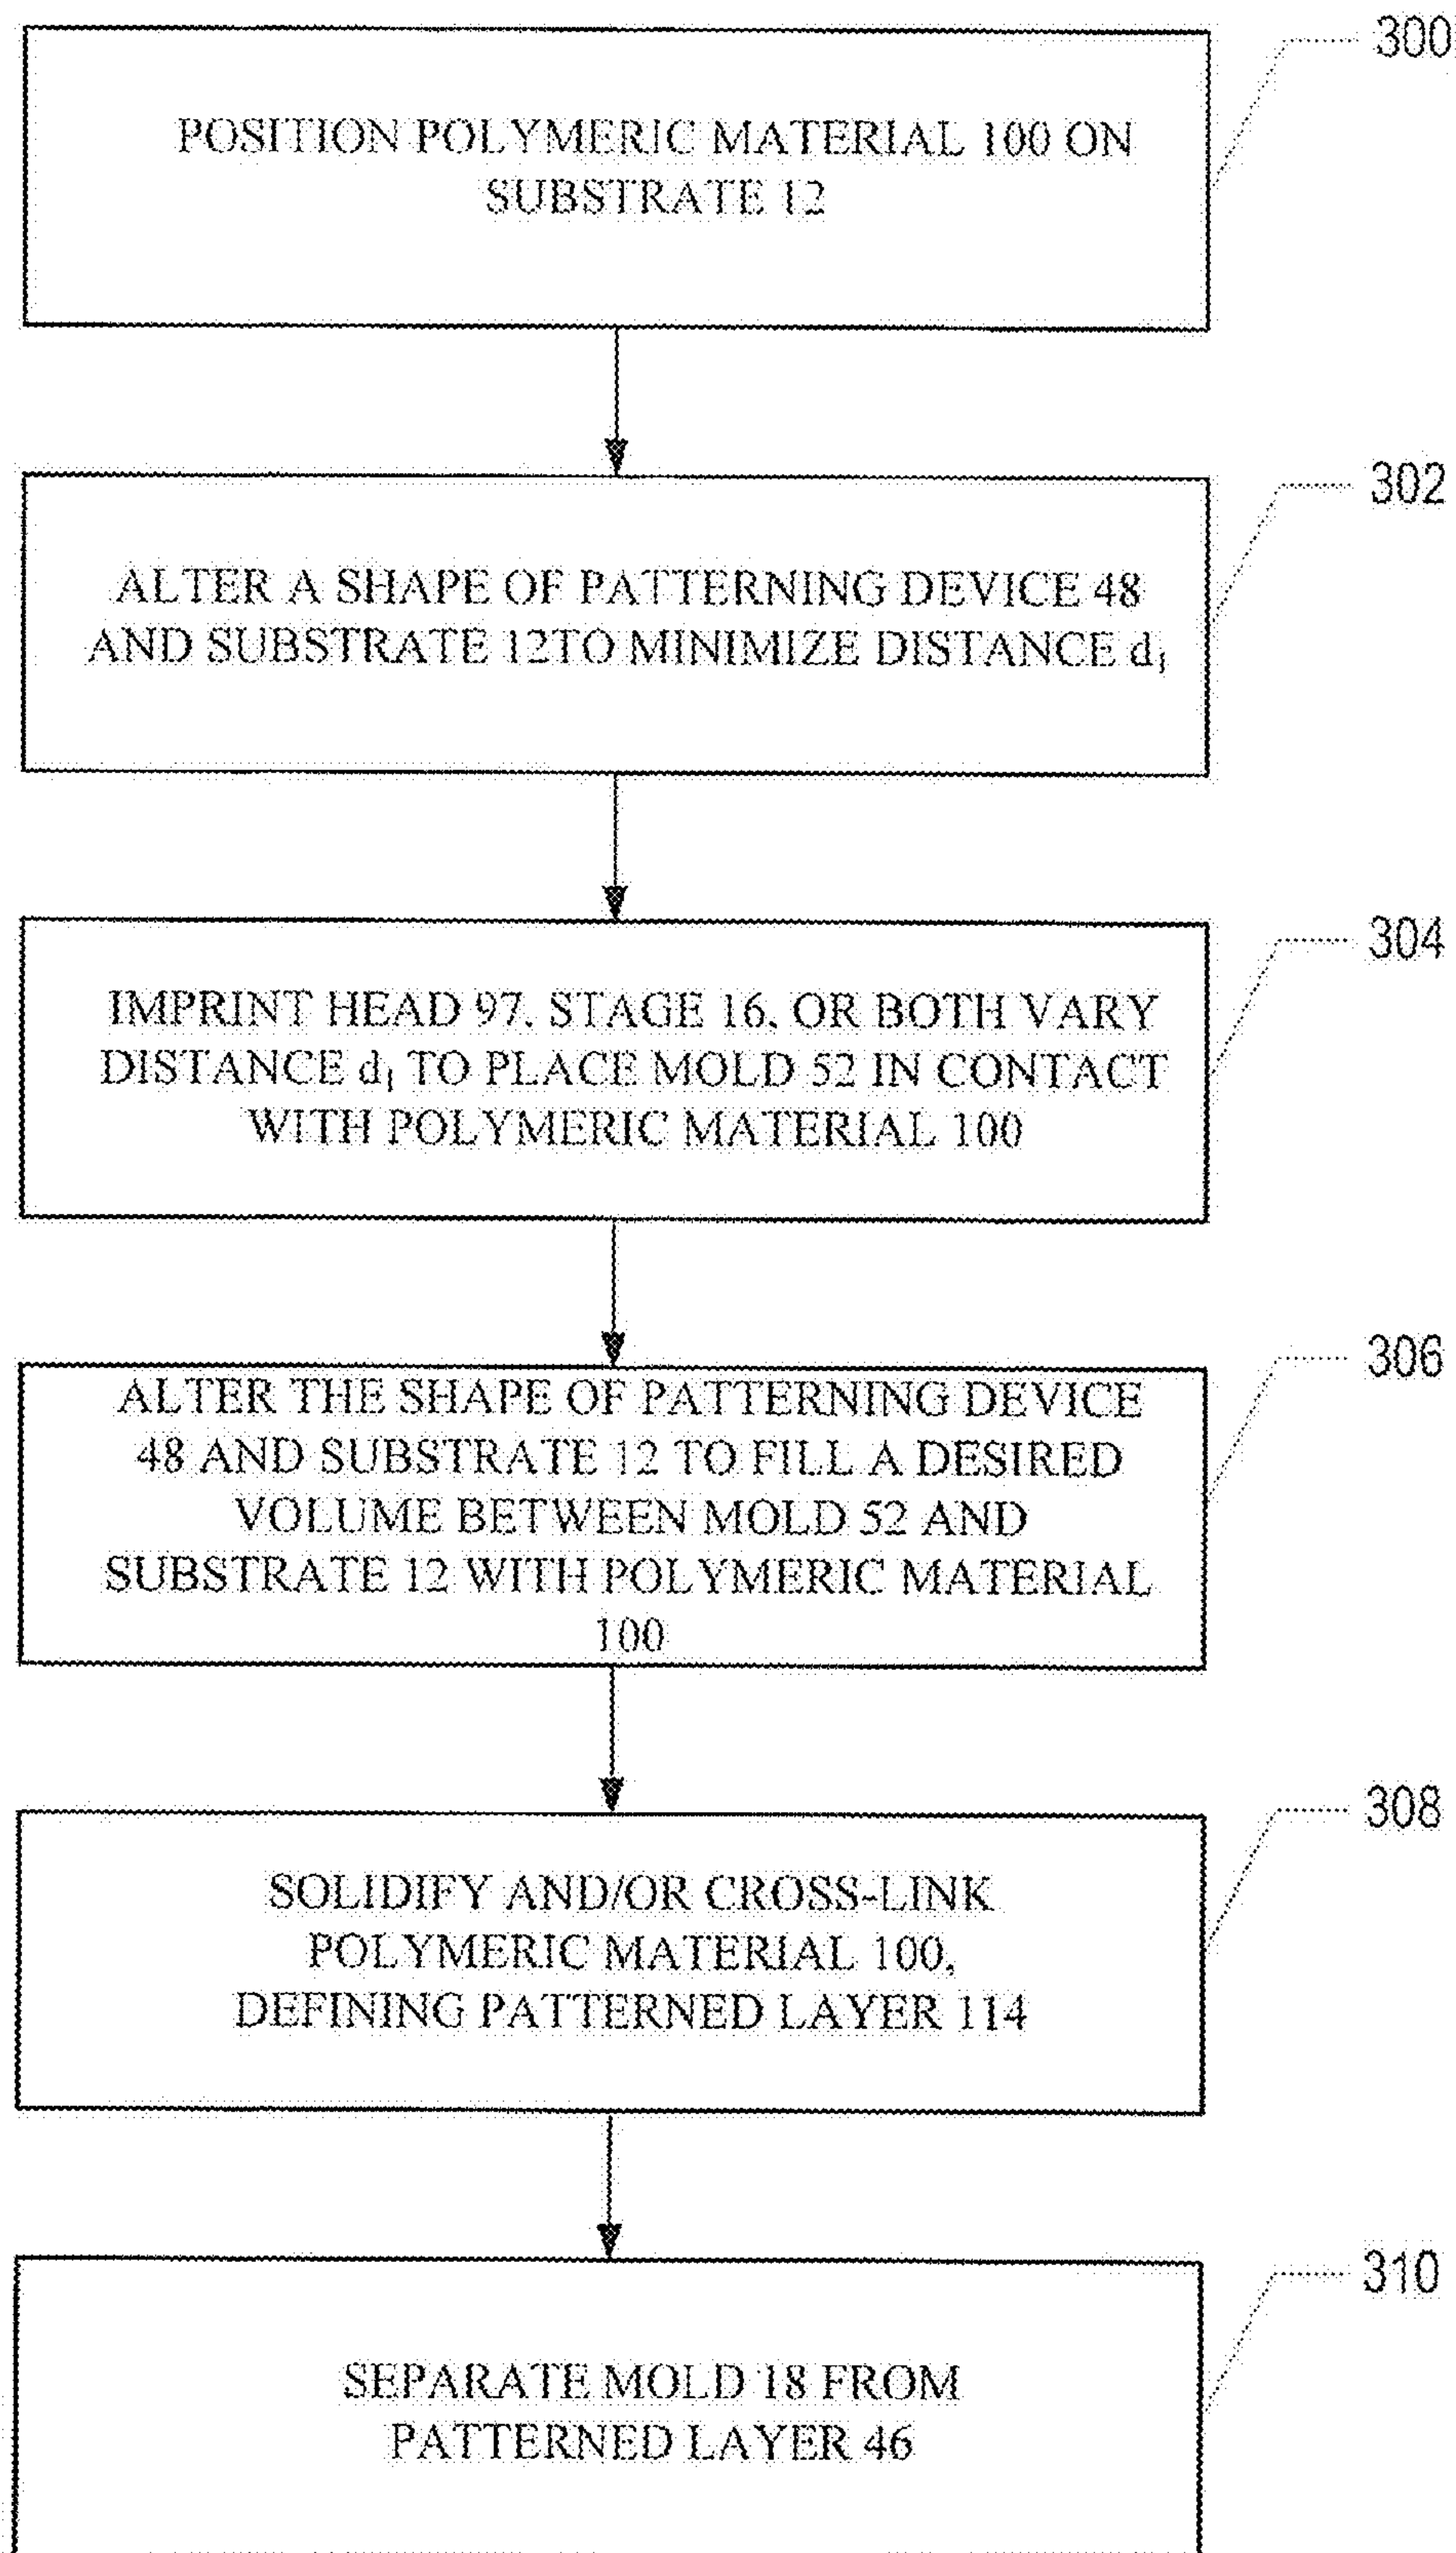 300
POSITION POLYMERIC MATERIAL 100 ON
SUBSTRATE 12
302
ALTER A SHAPE OF PATTERNING DEVICE 48
AND SUBSTRATE 12TO MINIMIZE DISTANCE d₁
304
IMPRINT HEAD 97, STAGE 16, OR BOTH VARY
DISTANCE d₁ TO PLACE MOLD 52 IN CONTACT
WITH POLYMERIC MATERIAL 100
306
ALTER THE SHAPE OF PATTERNING DEVICE
48 AND SUBSTRATE 12 TO FILL A DESIRED
VOLUME BETWEEN MOLD 52 AND
SUBSTRATE 12 WITH POLYMERIC MATERIAL
100
308
SOLIDIFY AND/OR CROSS-LINK
POLYMERIC MATERIAL 100,
DEFINING PATTERNED LAYER 114
310
SEPARATE MOLD 18 FROM
PATTERNED LAYER 46